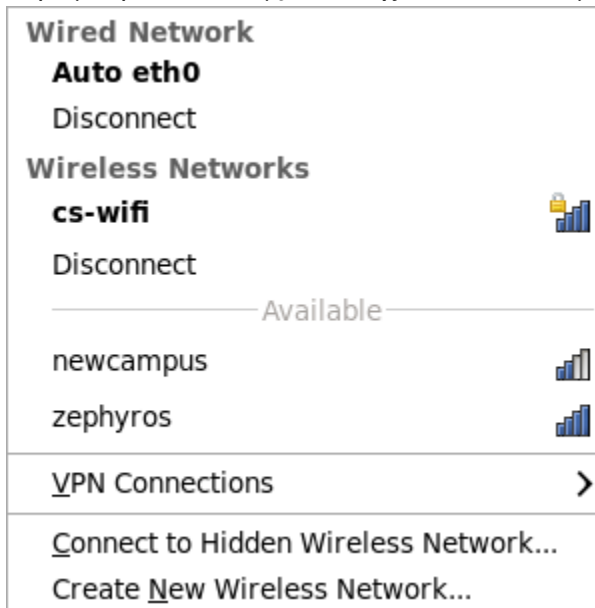 Wired Network
Auto eth0
Disconnect
Wireless Networks
cs-wifi
Disconnect
Available
newcampus
zephyros
VPN Connections
Connect to Hidden Wireless Network...
Create New Wireless Network...